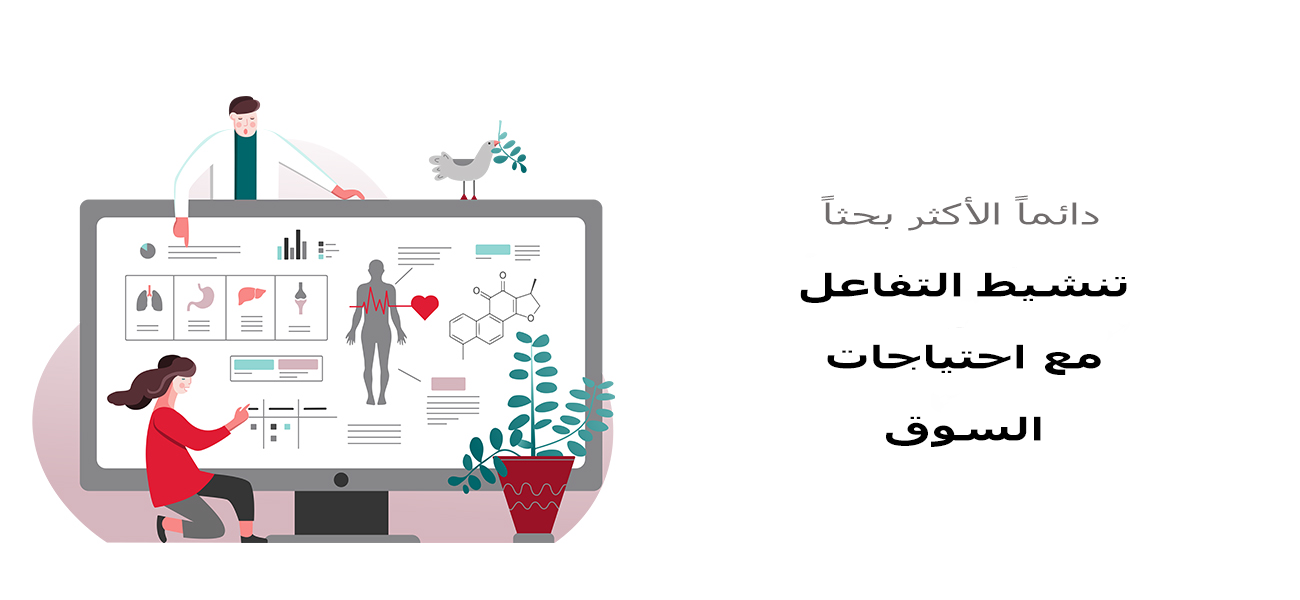 دائماً الأكثر بحثاً
تنشيط التفاعل
مع احتياجات
السوق
O
O
O